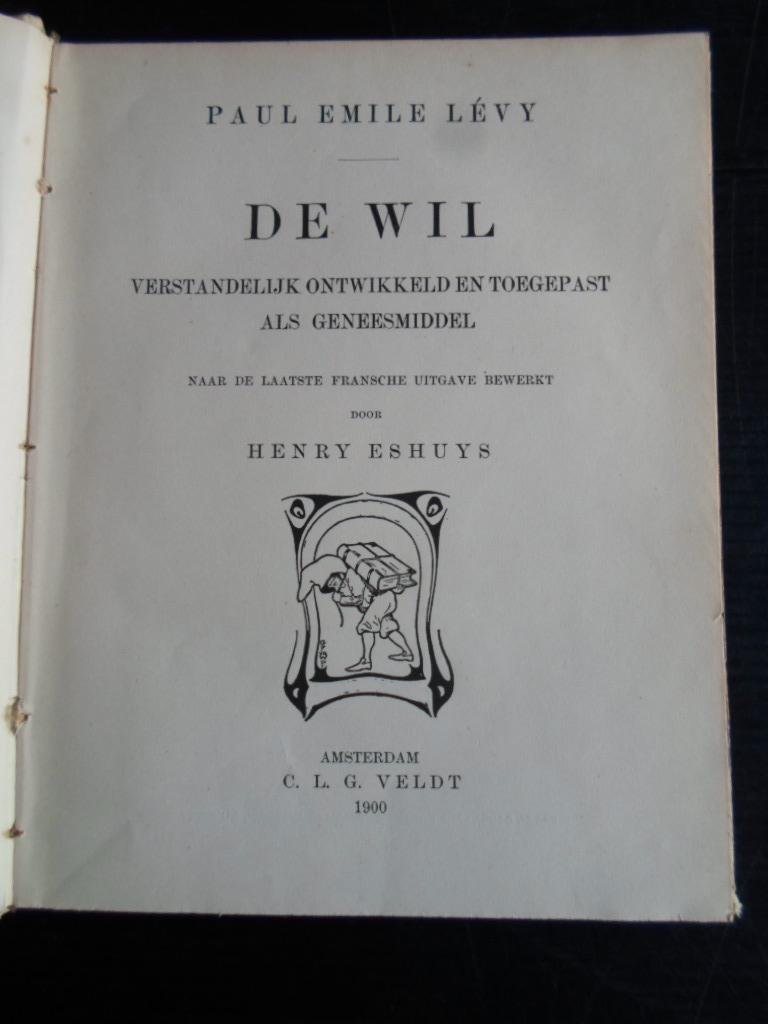 PAUL EMILE LÉVY
DE WIL
VERSTANDELIJK ONTWIKKELD EN TOEGEPAST
ALS GENEESMIDDEL
NAAR DE LAATSTE FRANSCHE UITGAVE BEWERKT
DOOR
HENRY ESHUYS
AMSTERDAM
C. L. G. VELDT
1900